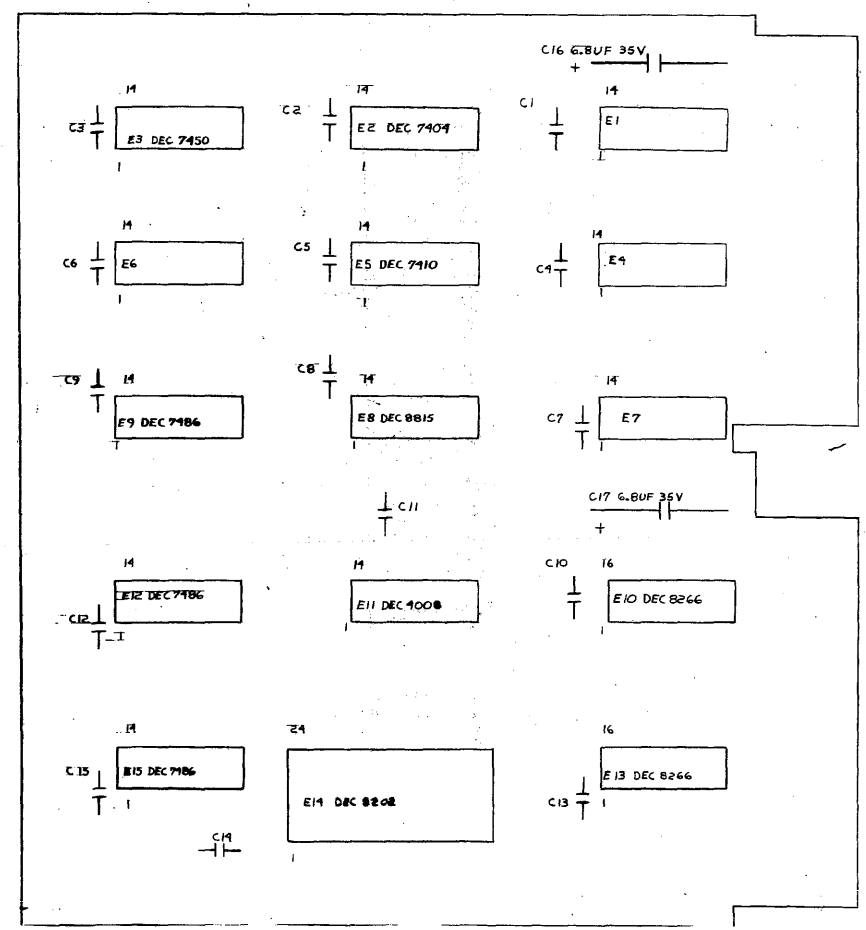 C16 6.8UF 35V
+
14
14
14
C3
C2
C1
E3 DEC 7450
E2 DEC 7404
E1
1
1
1
14
14
14
C6
C5
C4
E6
E5 DEC 7410
E4
1
1
1
C9
C8
14
14
14
C7
E9 DEC 7486
E8 DEC 8815
E7
1
1
1
C11
C17 6.8UF 35V
+
14
14
C10
16
C12
E12 DEC 7486
E11 DEC 4008
E10 DEC 8266
1
1
1
14
24
16
C15
E15 DEC 7486
E14 DEC 8202
E13 DEC 8266
C13
1
1
C14
1